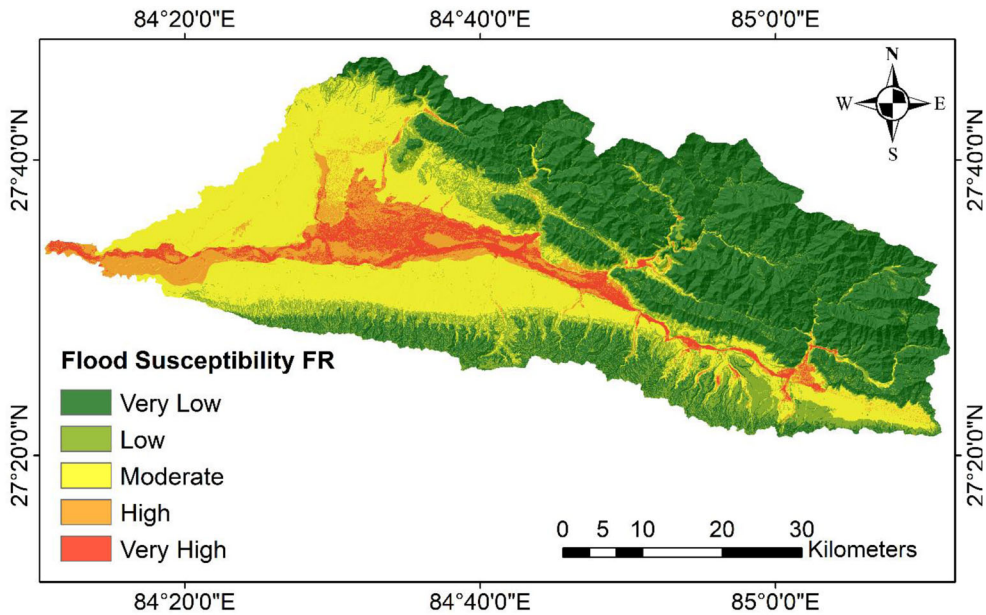 84°20'0"E 84°40'0"E 85°0'0"E
N
W E
S
27°40'0"N 27°40'0"N
Flood Susceptibility FR
Very Low
Low
Moderate
High
Very High
27°20'0"N 27°20'0"N
0 5 10 20 30
Kilometers
84°20'0"E 84°40'0"E 85°0'0"E